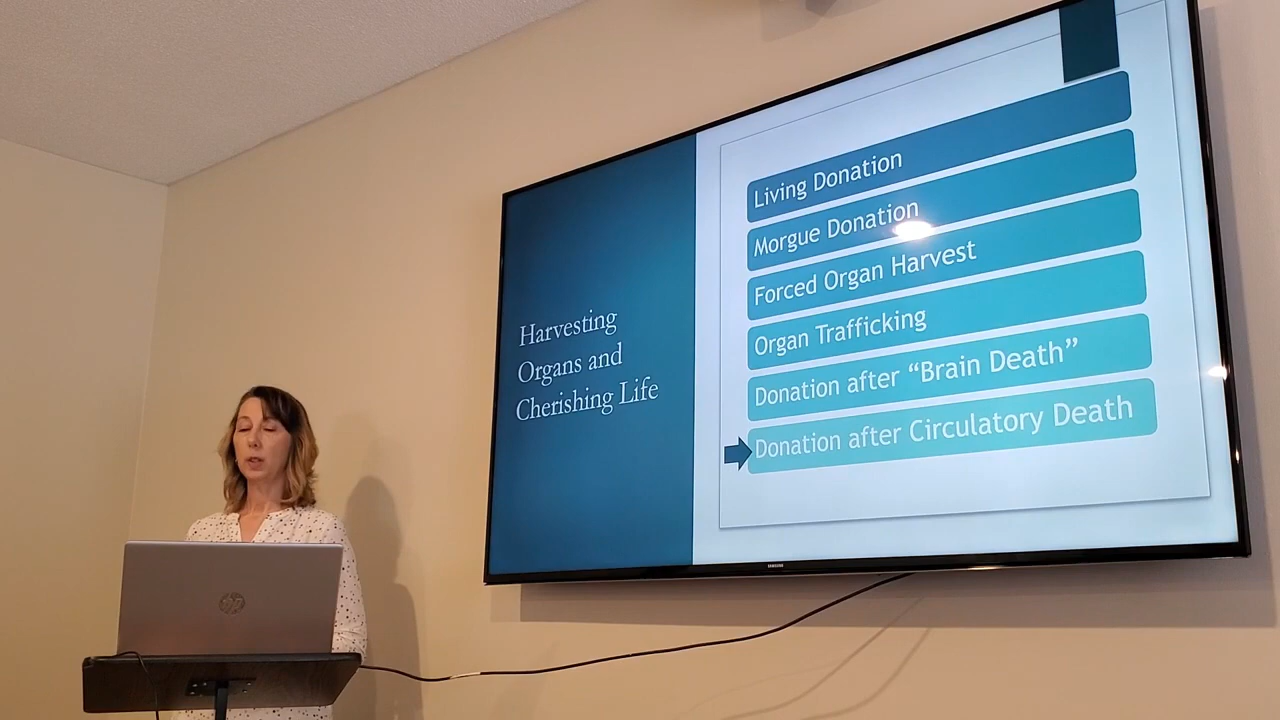 Harvesting
Organs and
Cherishing Life
Living Donation
Morgue Donation
Forced Organ Harvest
Organ Trafficking
Donation after “Brain Death”
Donation after Circulatory Death
SAMSUNG
hp